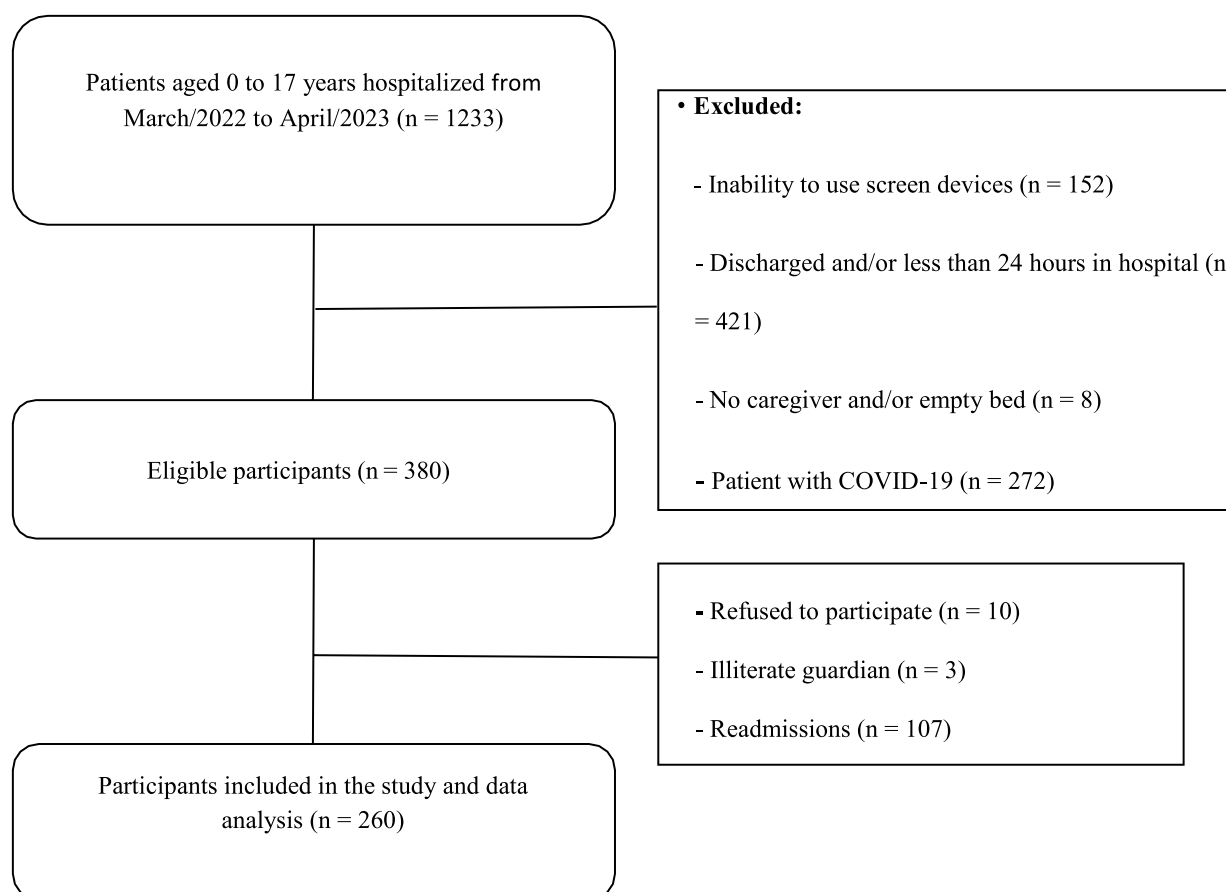 Patients aged 0 to 17 years hospitalized from
March/2022 to April/2023 (n = 1233)
• Excluded:
- Inability to use screen devices (n = 152)
- Discharged and/or less than 24 hours in hospital (n
= 421)
- No caregiver and/or empty bed (n = 8)
- Patient with COVID-19 (n = 272)
Eligible participants (n = 380)
- Refused to participate (n = 10)
- Illiterate guardian (n = 3)
- Readmissions (n = 107)
Participants included in the study and data
analysis (n = 260)